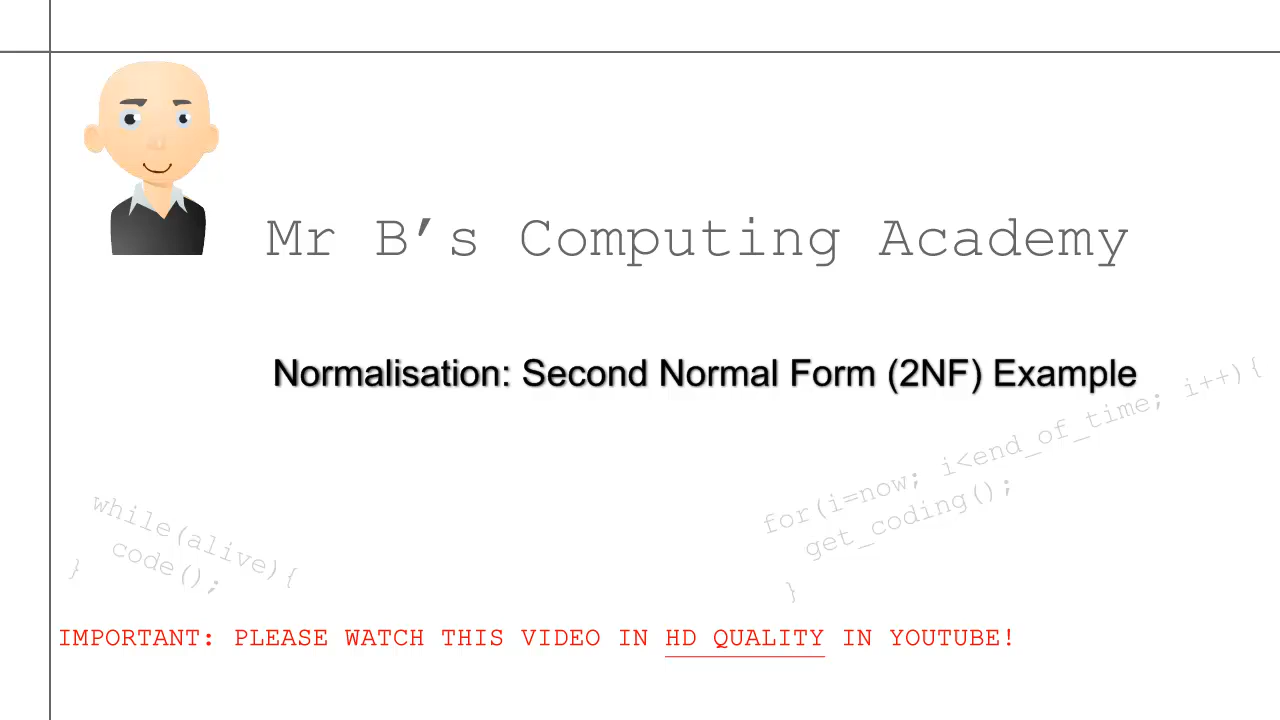 Mr B’s Computing Academy
Normalisation: Second Normal Form (2NF) Example
for(i=now; i<end_of_time; i++){
get_coding();
}
while(alive){
code();
}
IMPORTANT: PLEASE WATCH THIS VIDEO IN HD QUALITY IN YOUTUBE!